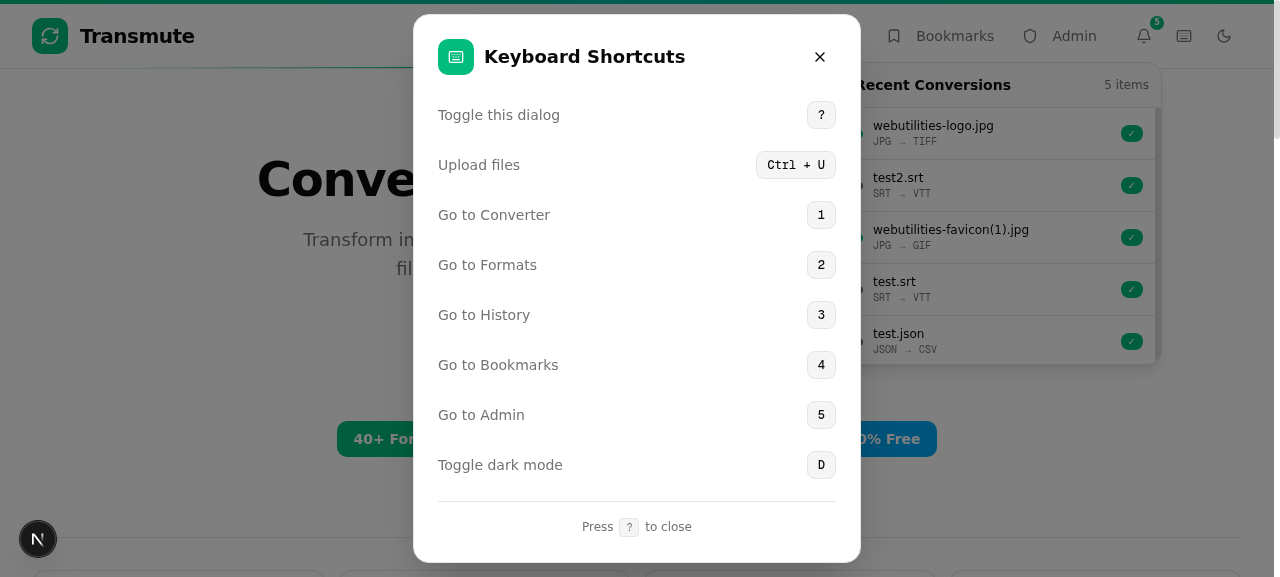 Transmute
Bookmarks
Admin
5
Keyboard Shortcuts
Toggle this dialog
?
Upload files
Ctrl + U
Go to Converter
1
Go to Formats
2
Go to History
3
Go to Bookmarks
4
Go to Admin
5
Toggle dark mode
D
Press ? to close
Recent Conversions
5 items
webutilities-logo.jpg
JPG → TIFF
test2.srt
SRT → VTT
webutilities-favicon(1).jpg
JPG → GIF
test.srt
SRT → VTT
test.json
JSON → CSV
Conve
Transform
fil
40+ For
0% Free
N